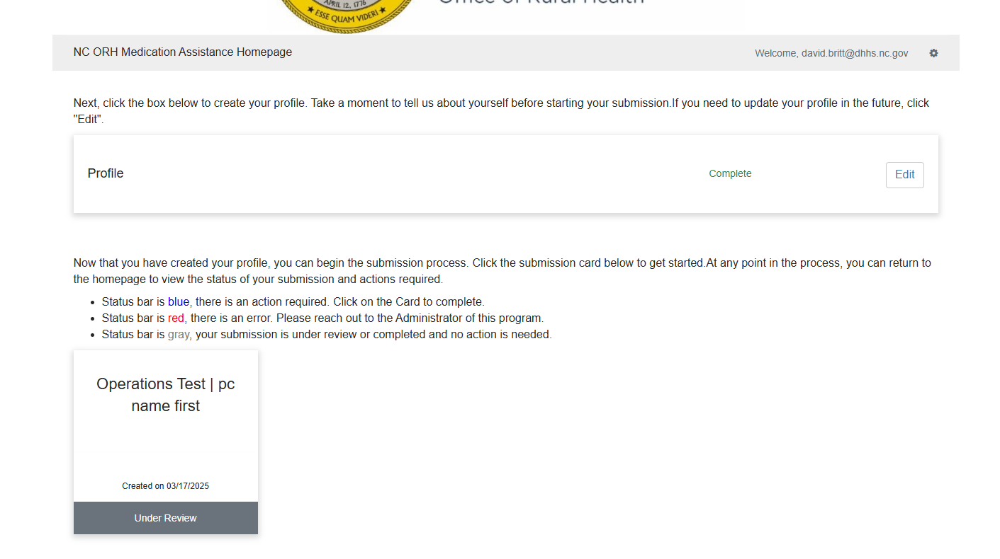 APRIL 12, 1776
ESSE QUAM VIDERI
Office of Rural Health
NC ORH Medication Assistance Homepage
Welcome, david.britt@dhhs.nc.gov
Next, click the box below to create your profile. Take a moment to tell us about yourself before starting your submission.If you need to update your profile in the future, click
"Edit".
Profile
Complete
Edit
Now that you have created your profile, you can begin the submission process. Click the submission card below to get started.At any point in the process, you can return to
the homepage to view the status of your submission and actions required.
• Status bar is blue, there is an action required. Click on the Card to complete.
• Status bar is red, there is an error. Please reach out to the Administrator of this program.
• Status bar is gray, your submission is under review or completed and no action is needed.
Operations Test | pc
name first
Created on 03/17/2025
Under Review